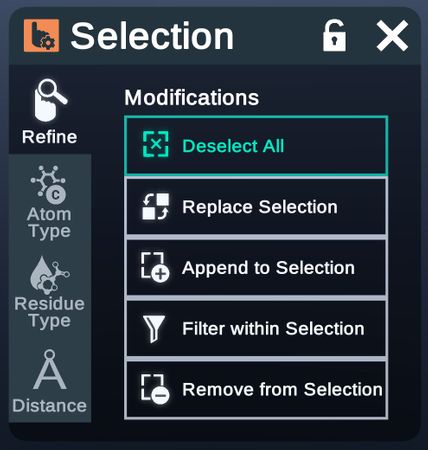 Selection
Refine
Atom
Type
C
Residue
Type
Distance
Modifications
Deselect All
Replace Selection
Append to Selection
Filter within Selection
Remove from Selection